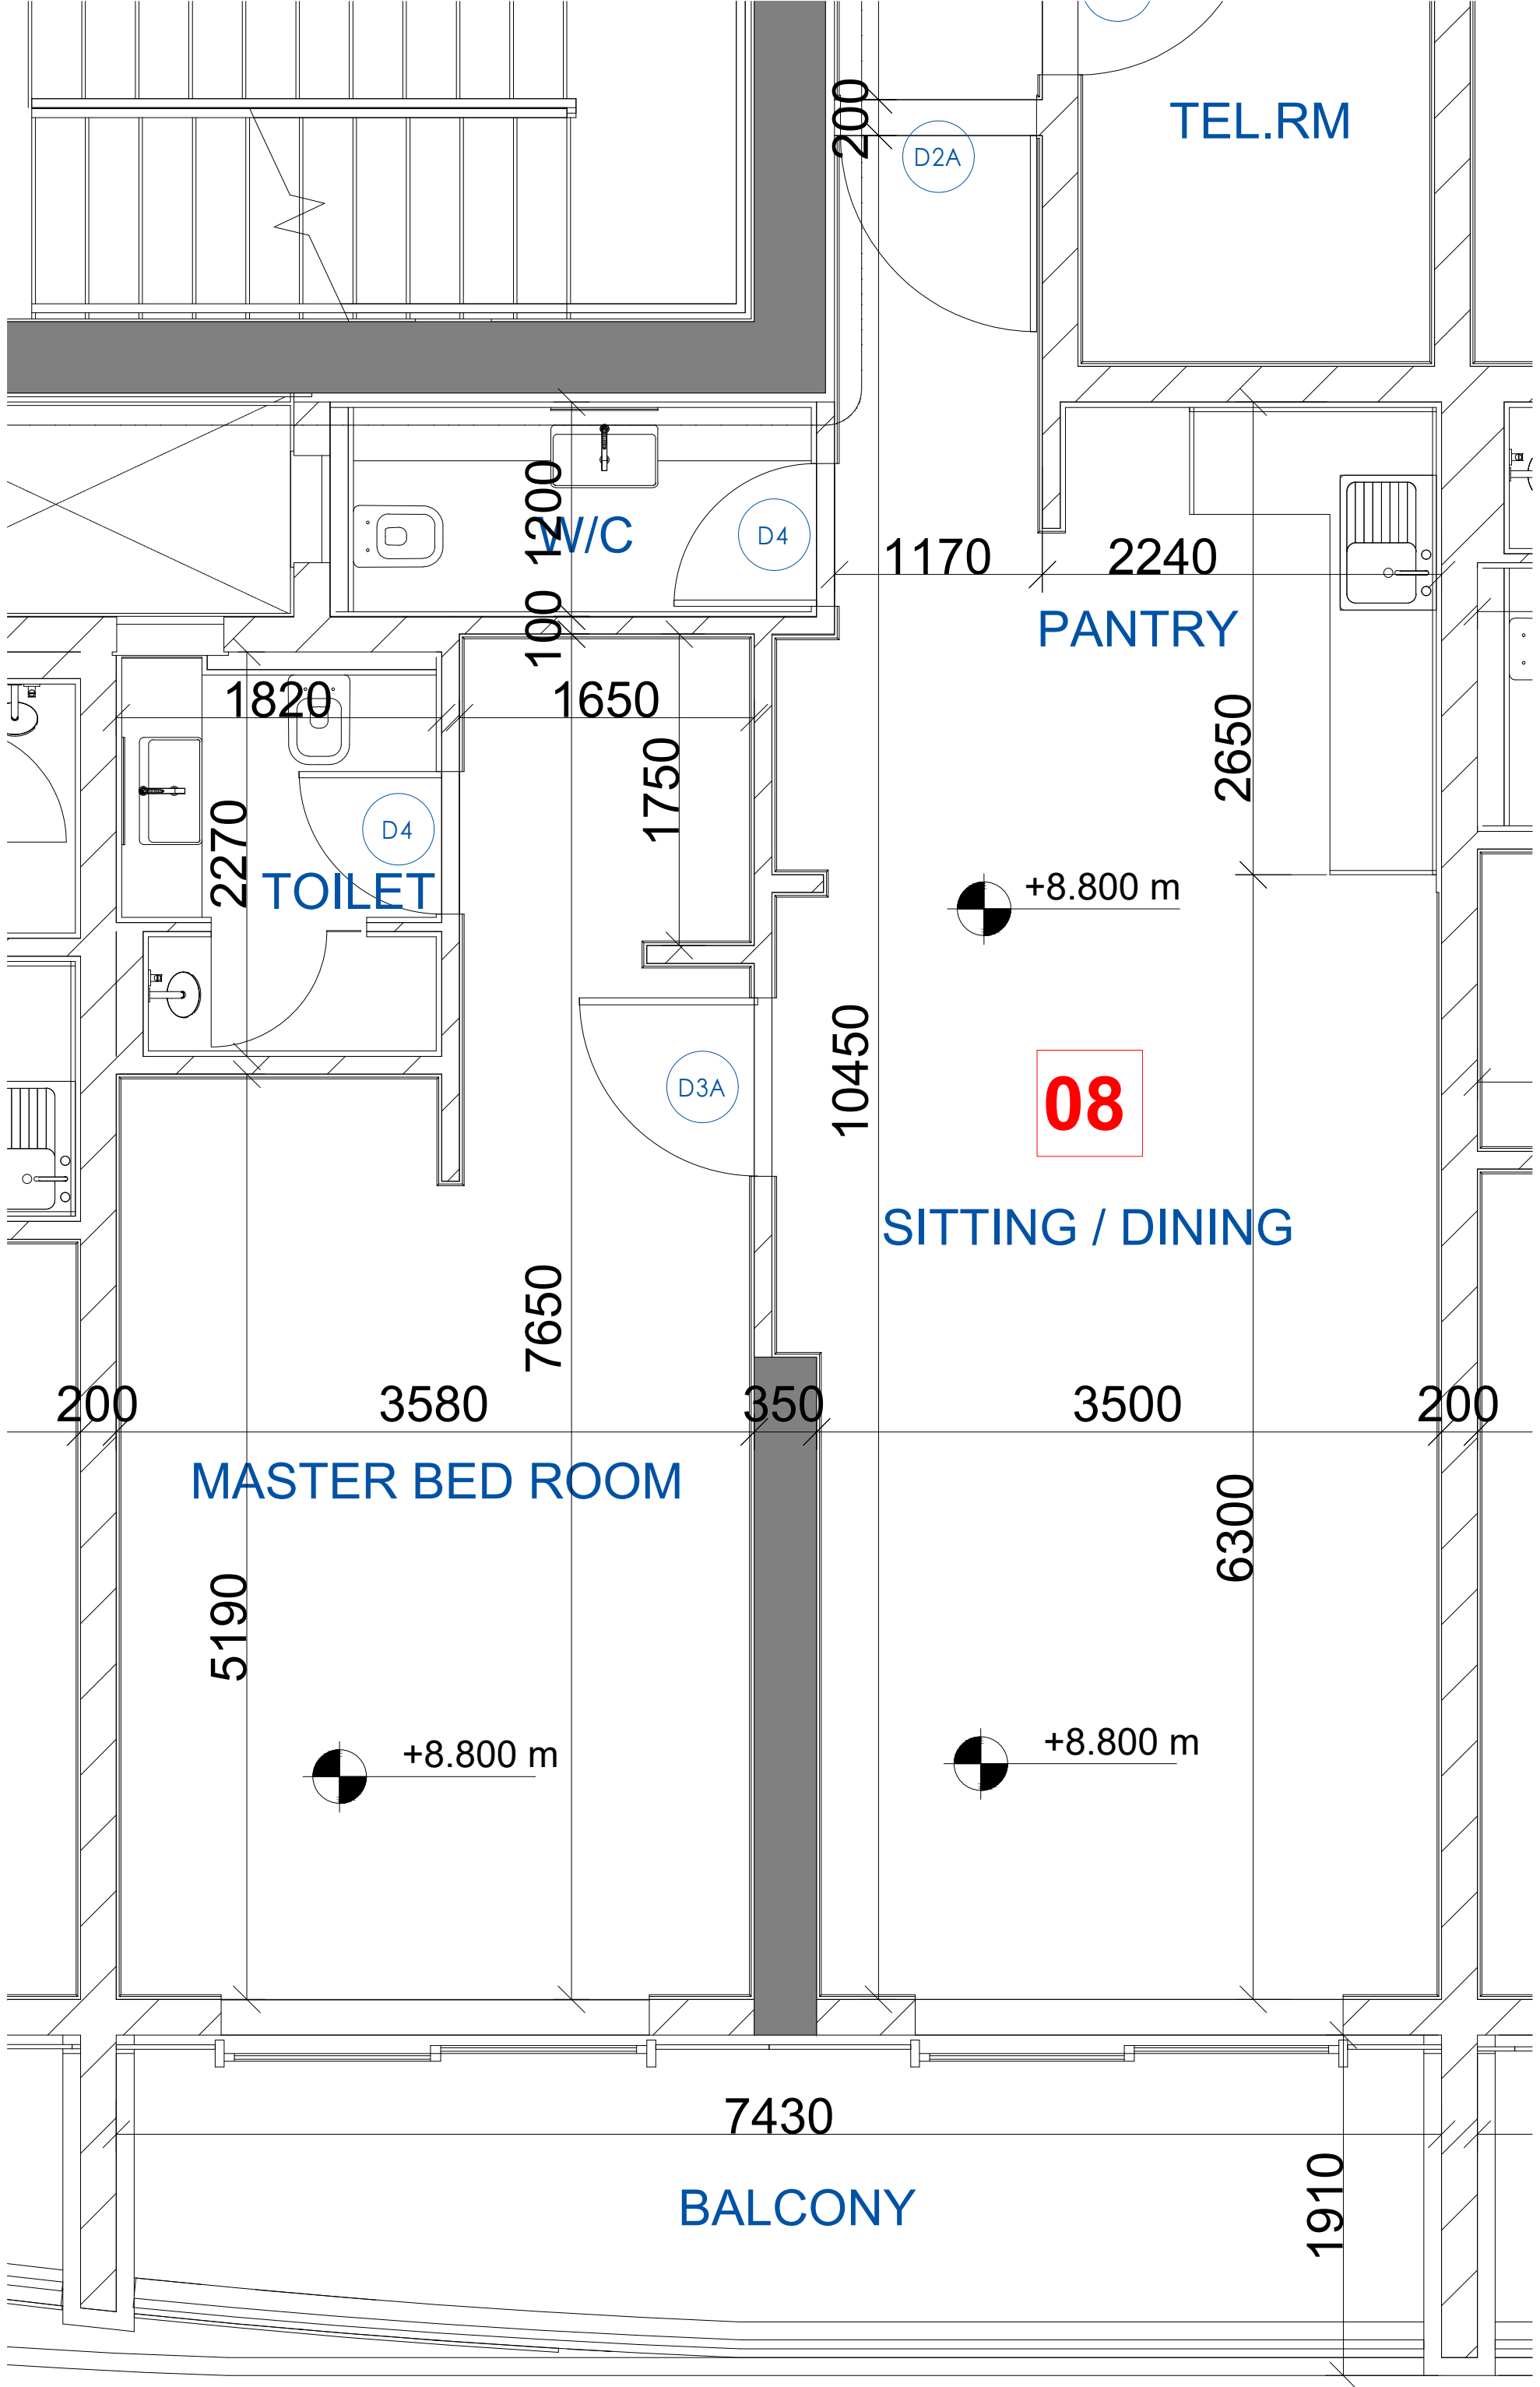 TEL.RM
200
D2A
1200
W/C
D4
1170
2240
PANTRY
100
1820
1650
1750
2650
2270
D4
TOILET
+8.800 m
10450
D3A
08
SITTING / DINING
7650
200
3580
350
3500
200
MASTER BED ROOM
6300
5190
+8.800 m
+8.800 m
7430
BALCONY
1910